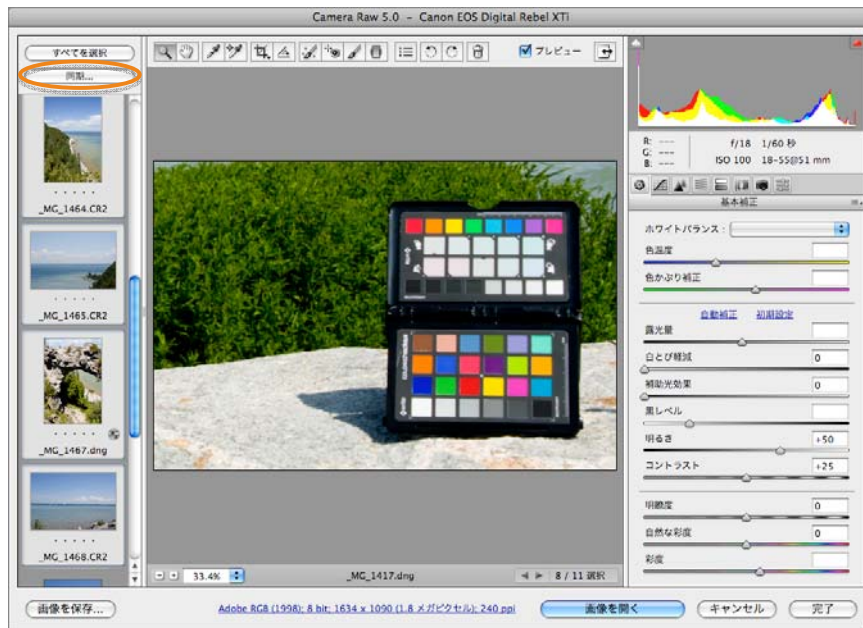 Camera Raw 5.0 – Canon EOS Digital Rebel XTi
すべてを選択
同期...
プレビュー
_MG_1464.CR2
_MG_1465.CR2
_MG_1467.dng
_MG_1468.CR2
R: ---
G: ---
B: ---
f/18 1/60 秒
ISO 100 18-55@51 mm
基本補正
ホワイトバランス :
色温度
色かぶり補正
自動補正 初期設定
露光量
白とび軽減 0
補助光効果 0
黒レベル
明るさ +50
コントラスト +25
明瞭度 0
自然な彩度 0
彩度
33.4%
_MG_1417.dng
8 / 11 選択
画像を保存...
Adobe RGB (1998); 8 bit; 1634 x 1090 (1.8 メガピクセル); 240 ppi
画像を開く
キャンセル
完了